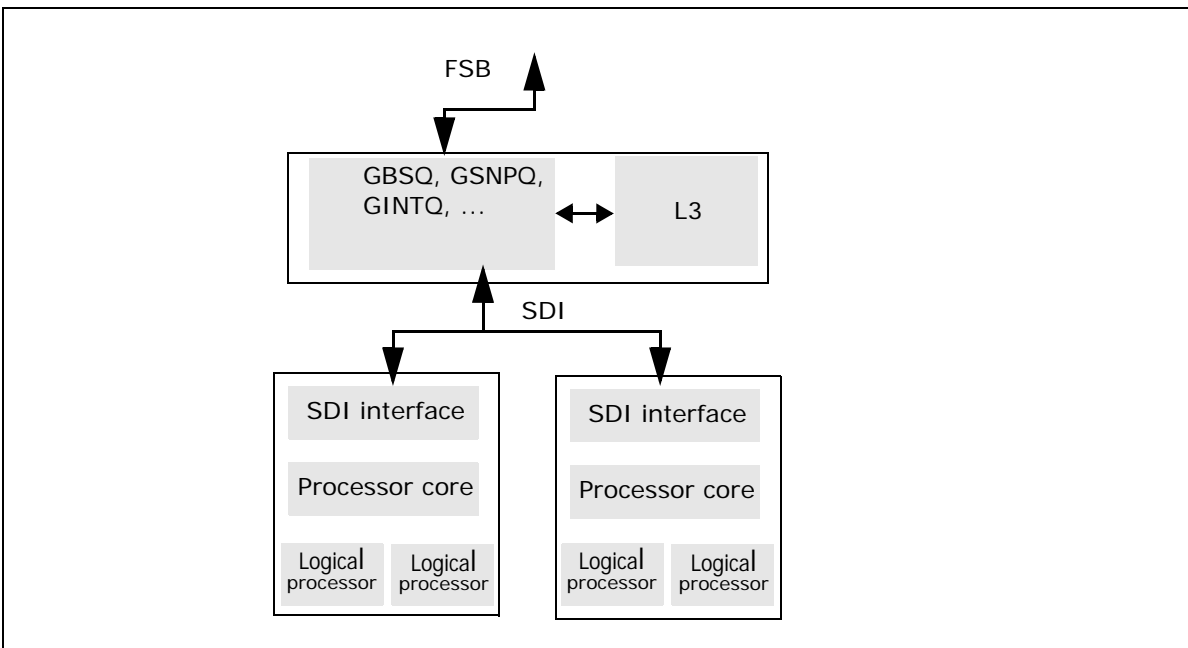 FSB
GBSQ, GSNPQ,
GINTQ, ...
L3
SDI
SDI interface
Processor core
Logical
processor
Logical
processor
SDI interface
Processor core
Logical
processor
Logical
processor